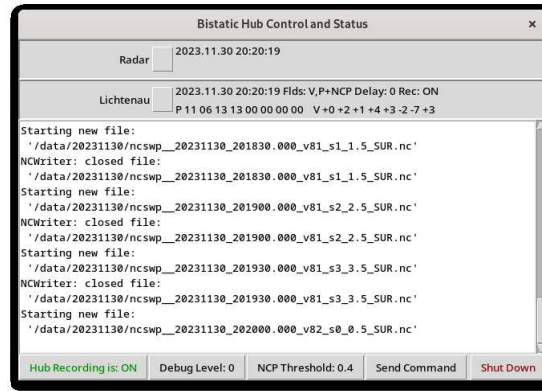 Bistatic Hub Control and Status ×
Radar 2023.11.30 20:20:19
Lichtenau 2023.11.30 20:20:19 Flds: V,P+NCP Delay: 0 Rec: ON
P 11 06 13 13 00 00 00 00 V +0 +2 +1 +4 +3 -2 -7 +3
Starting new file:
'/data/20231130/ncswp__20231130_201830.000_v81_s1_1.5_SUR.nc'
NCWriter: closed file:
'/data/20231130/ncswp__20231130_201830.000_v81_s1_1.5_SUR.nc'
Starting new file:
'/data/20231130/ncswp__20231130_201900.000_v81_s2_2.5_SUR.nc'
NCWriter: closed file:
'/data/20231130/ncswp__20231130_201900.000_v81_s2_2.5_SUR.nc'
Starting new file:
'/data/20231130/ncswp__20231130_201930.000_v81_s3_3.5_SUR.nc'
NCWriter: closed file:
'/data/20231130/ncswp__20231130_201930.000_v81_s3_3.5_SUR.nc'
Starting new file:
'/data/20231130/ncswp__20231130_202000.000_v82_s0_0.5_SUR.nc'
Hub Recording is: ON Debug Level: 0 NCP Threshold: 0.4 Send Command Shut Down